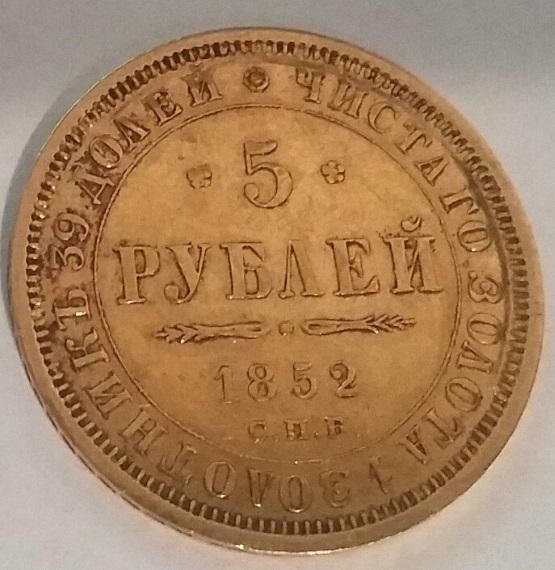 ЧИСТАГО ЗОЛОТА 1 ЗОЛОТНИКЪ 39 ДОЛЕЙ
5
РУБЛЕЙ
1852
С.П.Б.